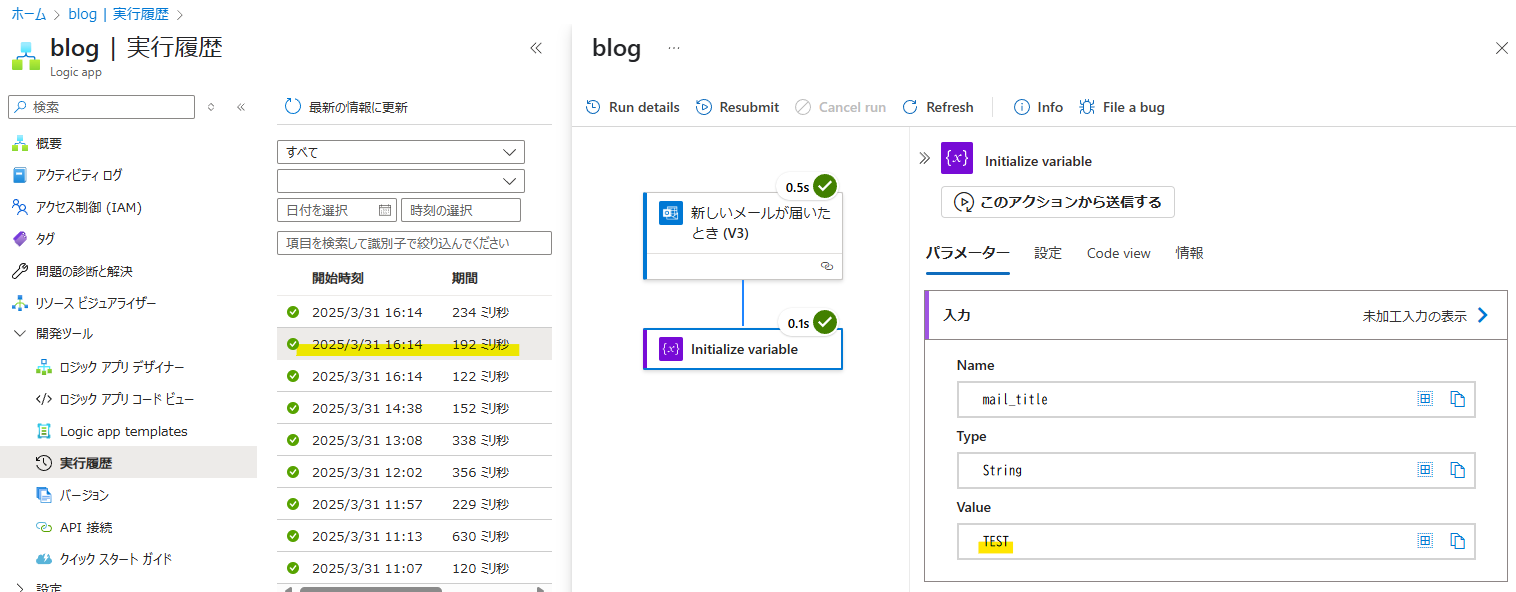 ホーム > blog | 実行履歴 >
blog | 実行履歴
Logic app
検索
概要
アクティビティ ログ
アクセス制御 (IAM)
タグ
問題の診断と解決
リソース ビジュアライザー
開発ツール
ロジック アプリ デザイナー
</> ロジック アプリ コード ビュー
Logic app templates
実行履歴
バージョン
API 接続
クイック スタート ガイド
設定
最新の情報に更新
すべて
日付を選択 時刻の選択
項目を検索して識別子で絞り込んでください
開始時刻 期間
2025/3/31 16:14 234 ミリ秒
2025/3/31 16:14 192 ミリ秒
2025/3/31 16:14 122 ミリ秒
2025/3/31 14:38 152 ミリ秒
2025/3/31 13:08 338 ミリ秒
2025/3/31 12:02 356 ミリ秒
2025/3/31 11:57 229 ミリ秒
2025/3/31 11:13 630 ミリ秒
2025/3/31 11:07 120 ミリ秒
blog ...
Run details Resubmit Cancel run Refresh Info File a bug
0.5s
新しいメールが届いた
とき (V3)
0.1s
{x} Initialize variable
{x} Initialize variable
このアクションから送信する
パラメーター 設定 Code view 情報
入力 未加工入力の表示
Name
mail_title
Type
String
Value
TEST